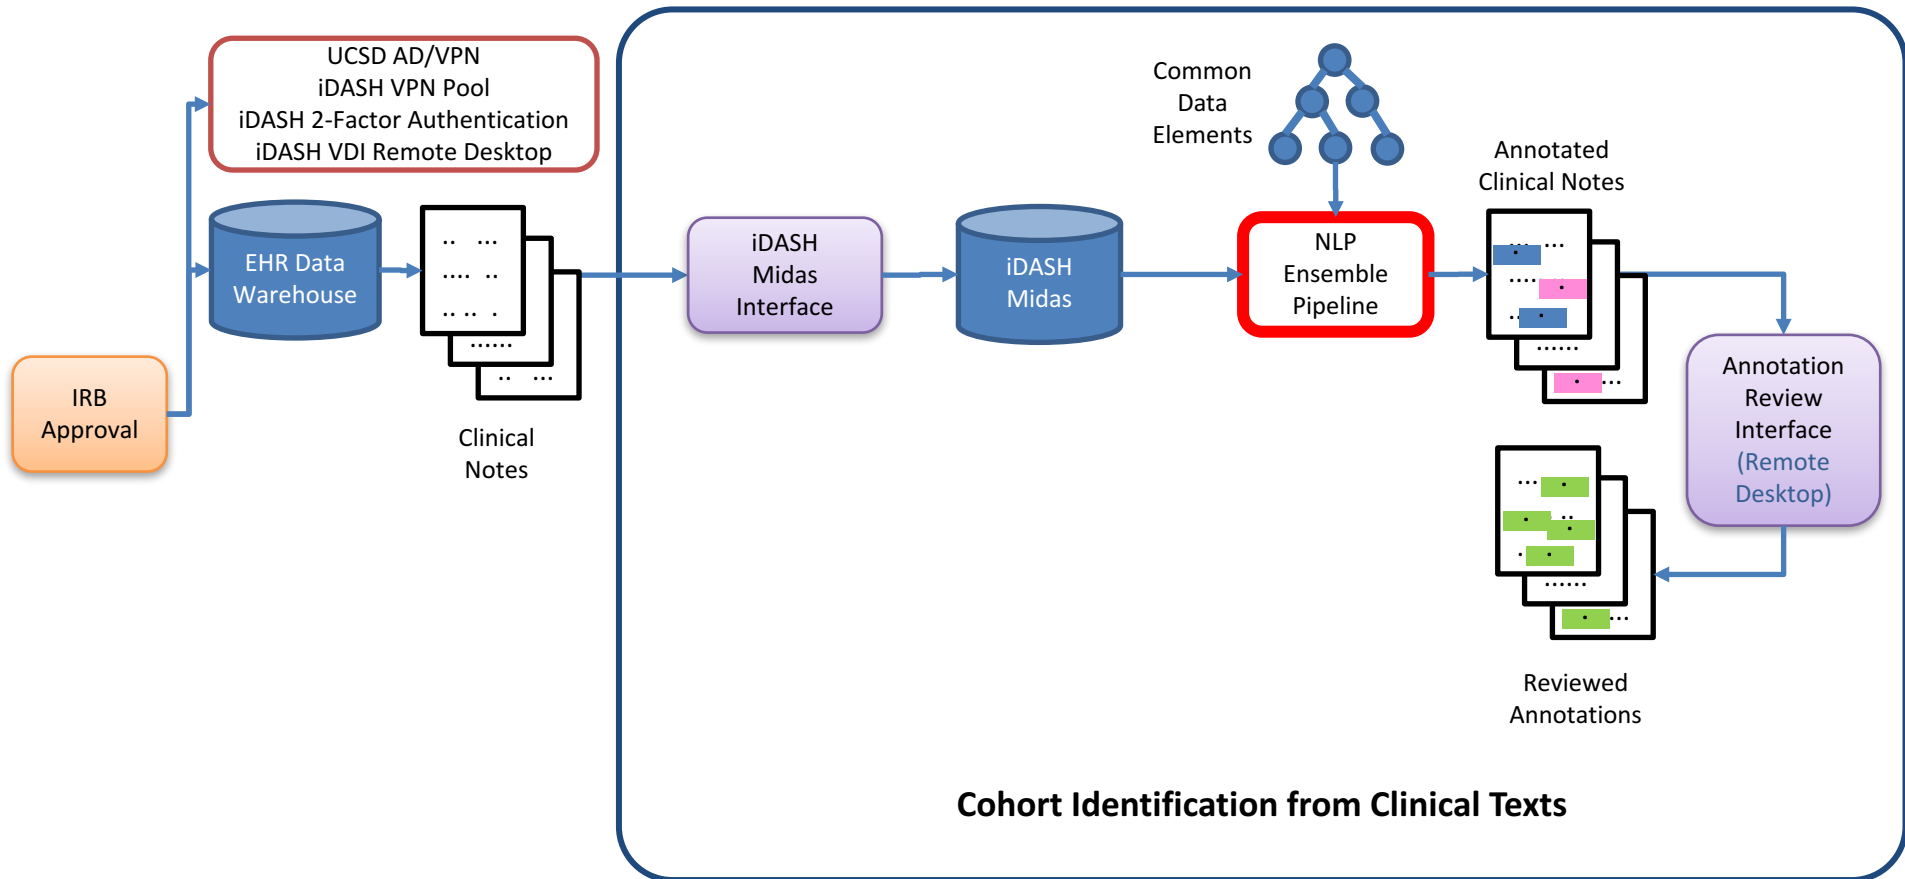 UCSD AD/VPN
iDASH VPN Pool
iDASH 2-Factor Authentication
iDASH VDI Remote Desktop
EHR Data
Warehouse
IRB
Approval
Clinical
Notes
iDASH
Midas
Interface
iDASH
Midas
Common
Data
Elements
NLP
Ensemble
Pipeline
Annotated
Clinical Notes
Annotation
Review
Interface
(Remote
Desktop)
Reviewed
Annotations
Cohort Identification from Clinical Texts